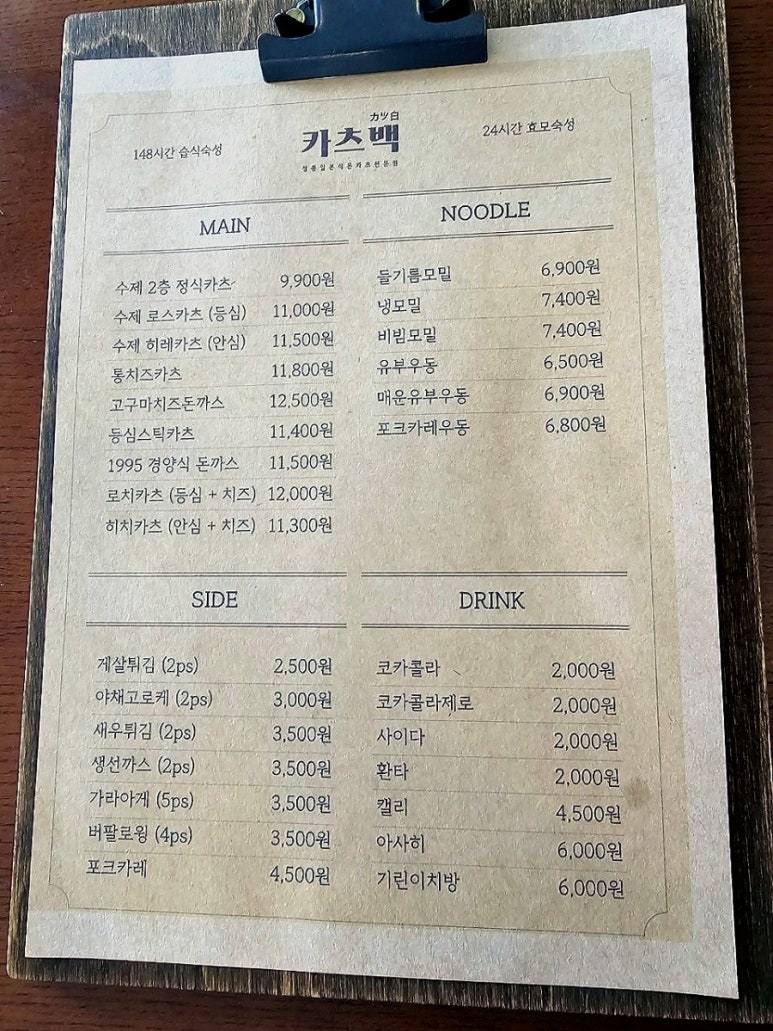 148시간 습식숙성
カツ白
카츠백
정통일본식돈카츠전문점
24시간 효모숙성
MAIN
수제 2층 정식카츠 9,900원
수제 로스카츠 (등심) 11,000원
수제 히레카츠 (안심) 11,500원
통치즈카츠 11,800원
고구마치즈돈까스 12,500원
등심스틱카츠 11,400원
1995 경양식 돈까스 11,500원
로치카츠 (등심 + 치즈) 12,000원
히치카츠 (안심 + 치즈) 11,300원
NOODLE
들기름모밀 6,900원
냉모밀 7,400원
비빔모밀 7,400원
유부우동 6,500원
매운유부우동 6,900원
포크카레우동 6,800원
SIDE
게살튀김 (2ps) 2,500원
야채고로케 (2ps) 3,000원
새우튀김 (2ps) 3,500원
생선까스 (2ps) 3,500원
가라아게 (5ps) 3,500원
버팔로윙 (4ps) 3,500원
포크카레 4,500원
DRINK
코카콜라 2,000원
코카콜라제로 2,000원
사이다 2,000원
환타 2,000원
캘리 4,500원
아사히 6,000원
기린이치방 6,000원